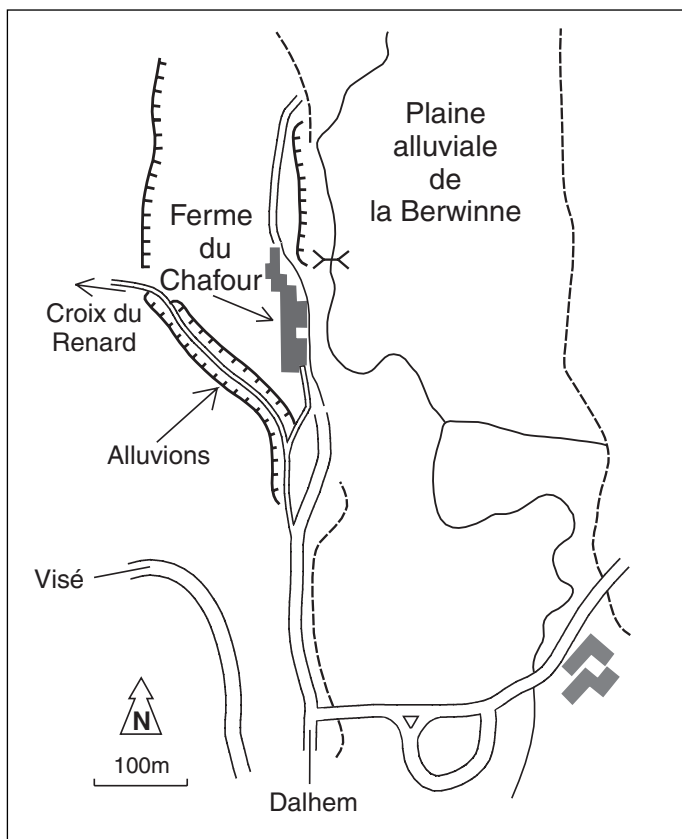 Plaine
alluviale
de
la Berwinne
Ferme
du
Chafour
Croix du
Renard
Alluvions
Visé
N
100m
Dalhem